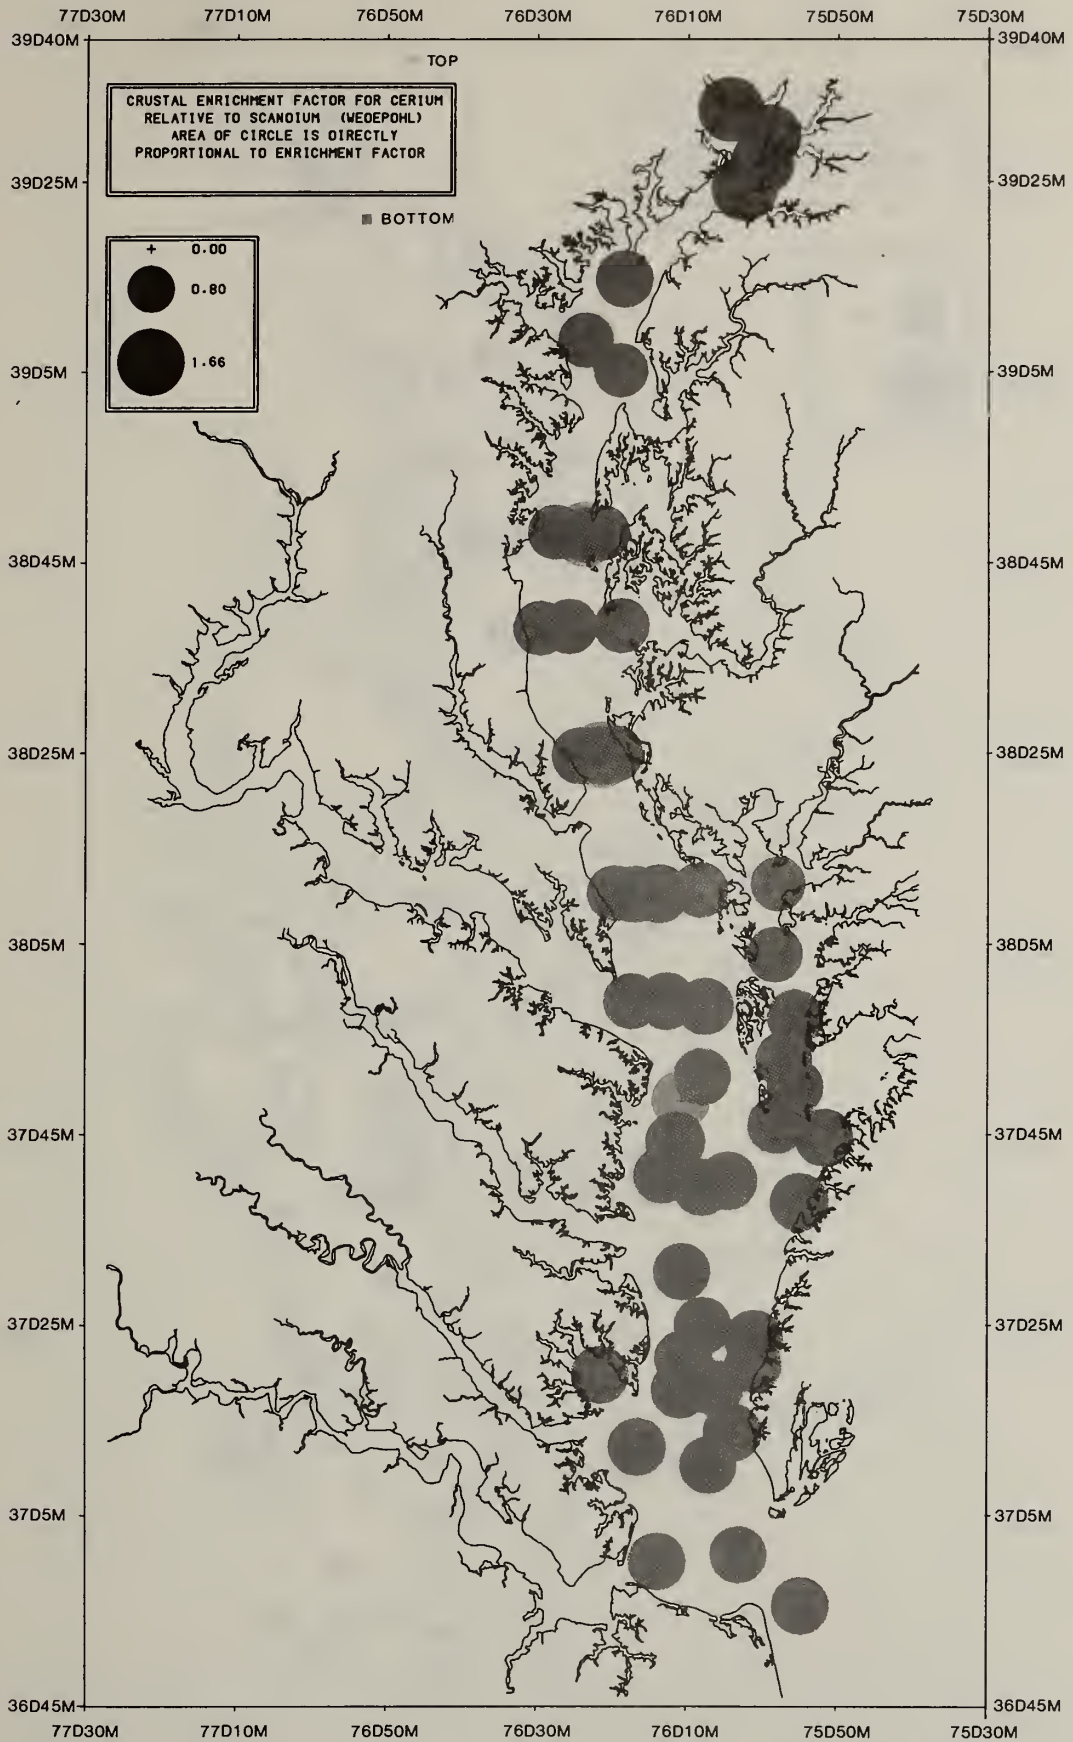 77D30M 77D10M 76D50M 76D30M 76D10M 75D50M 75D30M
39D40M 39D40M
TOP
CRUSTAL ENRICHMENT FACTOR FOR CERIUM
RELATIVE TO SCANDIUM (WEDEPOHL)
AREA OF CIRCLE IS DIRECTLY
PROPORTIONAL TO ENRICHMENT FACTOR
39D25M 39D25M
BOTTOM
+ 0.00
0.80
1.66
39D5M 39D5M
38D45M 38D45M
38D25M 38D25M
38D5M 38D5M
37D45M 37D45M
37D25M 37D25M
37D5M 37D5M
36D45M 36D45M
77D30M 77D10M 76D50M 76D30M 76D10M 75D50M 75D30M